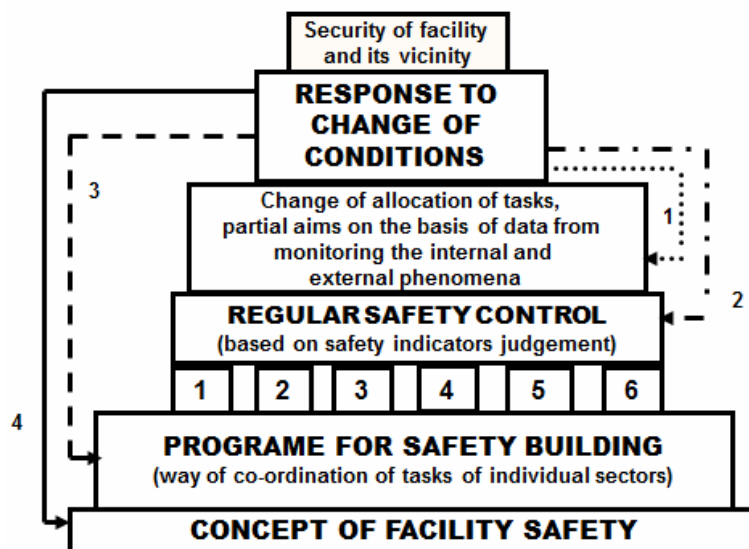 Security of facility
and its vicinity
RESPONSE TO
CHANGE OF
CONDITIONS
3
Change of allocation of tasks,
partial aims on the basis of data from
monitoring the internal and
external phenomena
1
2
REGULAR SAFETY CONTROL
(based on safety indicators judgement)
1 2 3 4 5 6
4
PROGRAME FOR SAFETY BUILDING
(way of co-ordination of tasks of individual sectors)
CONCEPT OF FACILITY SAFETY